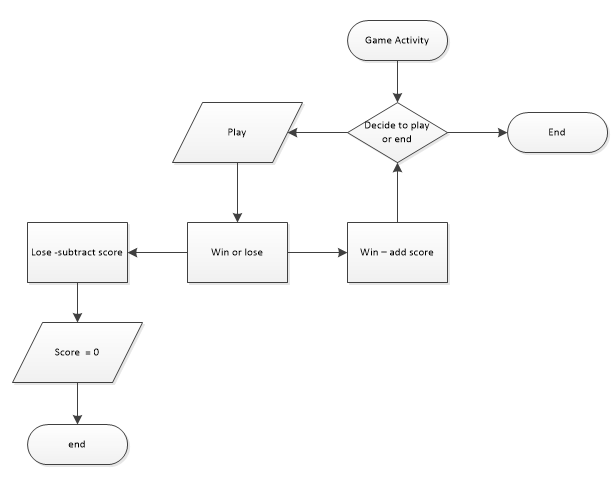 Game Activity
Decide to play
or end
Play
End
Lose -subtract score
Win or lose
Win – add score
Score  = 0
end